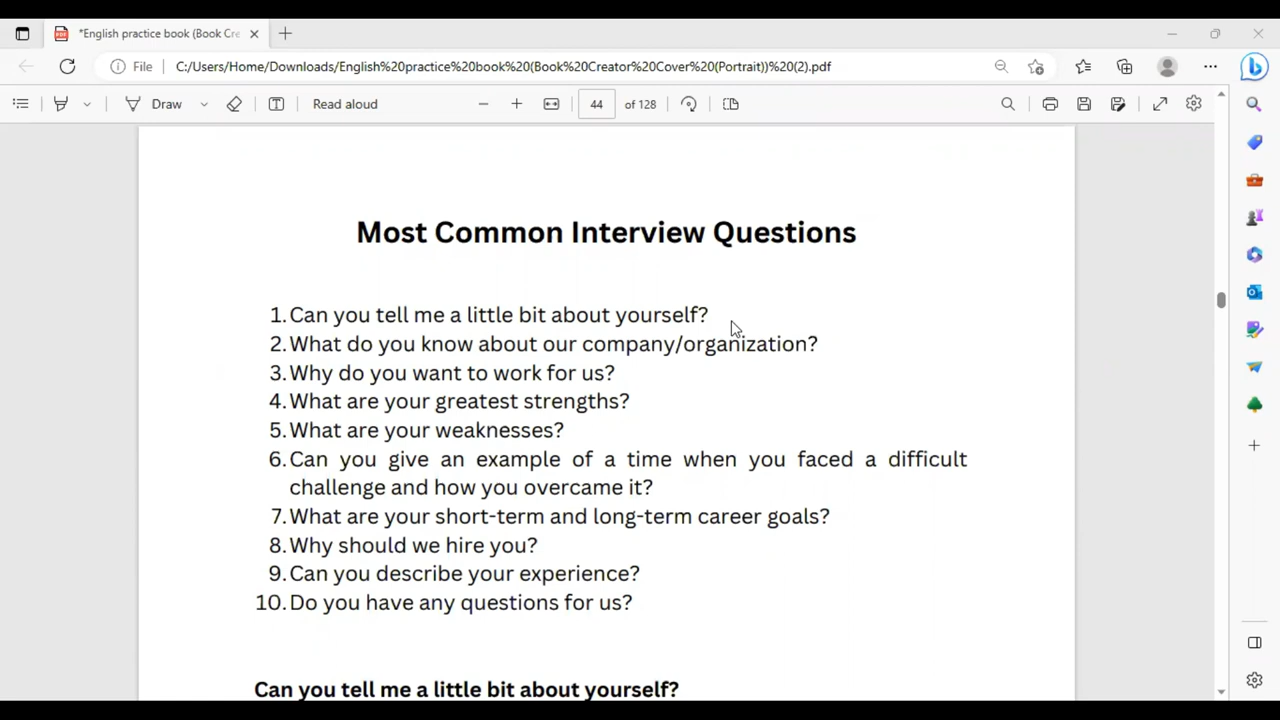 *English practice book (Book Cre
File
C:/Users/Home/Downloads/English%20practice%20book%20(Book%20Creator%20Cover%20(Portrait))%20(2).pdf
Draw
Read aloud
44 of 128
Most Common Interview Questions
1. Can you tell me a little bit about yourself?
2. What do you know about our company/organization?
3. Why do you want to work for us?
4. What are your greatest strengths?
5. What are your weaknesses?
6. Can you give an example of a time when you faced a difficult
challenge and how you overcame it?
7. What are your short-term and long-term career goals?
8. Why should we hire you?
9. Can you describe your experience?
10. Do you have any questions for us?
Can you tell me a little bit about yourself?